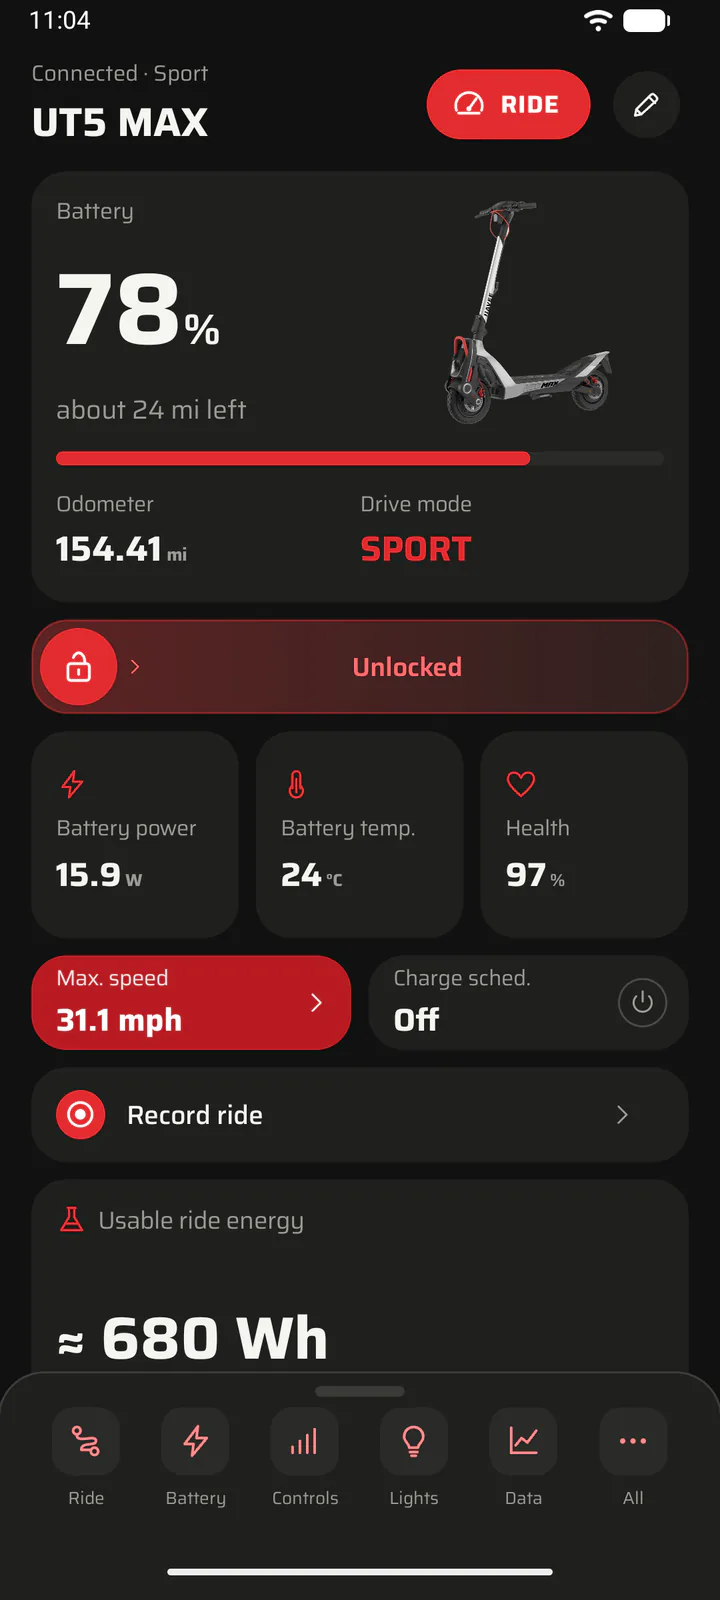 11:04
Connected · Sport
UT5 MAX
RIDE
Battery
78%
about 24 mi left
Odometer
Drive mode
154.41 mi
SPORT
Unlocked
Battery power
Battery temp.
Health
15.9 W
24 °C
97 %
Max. speed
31.1 mph
Charge sched.
Off
Record ride
Usable ride energy
≈ 680 Wh
Ride
Battery
Controls
Lights
Data
All